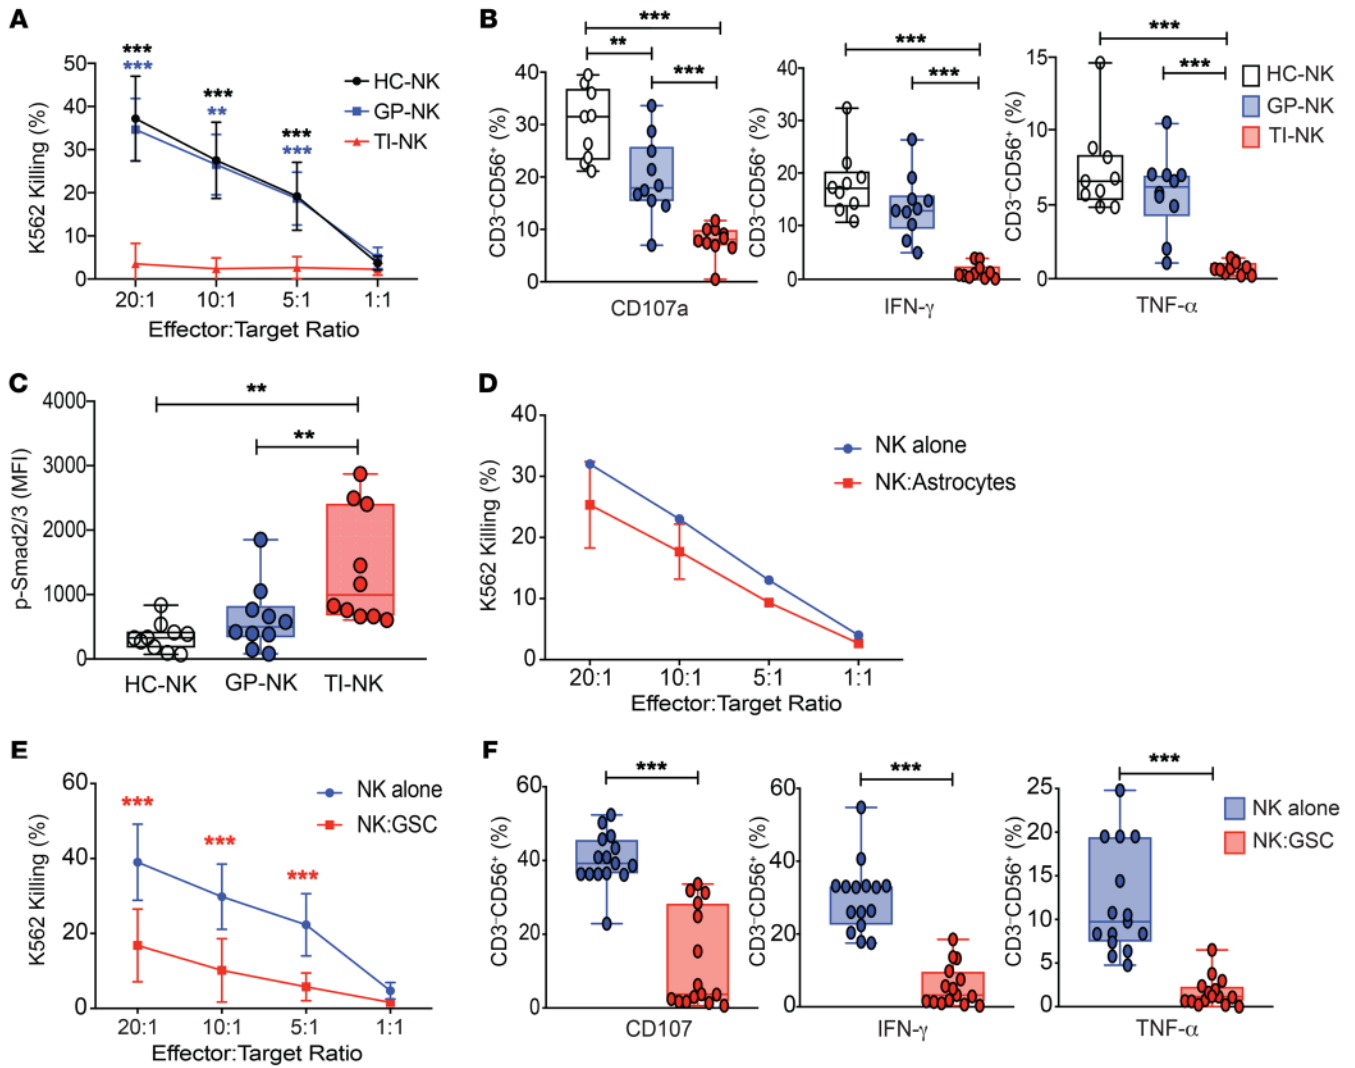 A
K562 Killing (%)
50
40
30
20
10
0
***
***
***
**
***
***
HC-NK
GP-NK
TI-NK
20:1 10:1 5:1 1:1
Effector:Target Ratio
B
CD3⁻CD56⁺ (%)
40
30
20
10
0
***
**
***
CD107a
CD3⁻CD56⁺ (%)
40
30
20
10
0
***
***
IFN-γ
CD3⁻CD56⁺ (%)
15
10
5
0
***
***
TNF-α
HC-NK
GP-NK
TI-NK
C
p-Smad2/3 (MFI)
4000
3000
2000
1000
0
**
**
HC-NK GP-NK TI-NK
D
K562 Killing (%)
40
30
20
10
0
NK alone
NK:Astrocytes
20:1 10:1 5:1 1:1
Effector:Target Ratio
E
K562 Killing (%)
60
40
20
0
***
***
***
NK alone
NK:GSC
20:1 10:1 5:1 1:1
Effector:Target Ratio
F
CD3⁻CD56⁺ (%)
60
40
20
0
***
CD107
CD3⁻CD56⁺ (%)
60
40
20
0
***
IFN-γ
CD3⁻CD56⁺ (%)
25
20
15
10
5
0
***
TNF-α
NK alone
NK:GSC